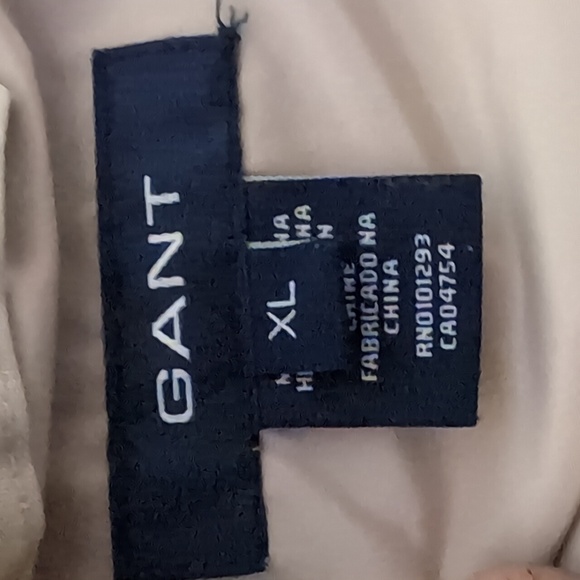 GANT
XL
FABRICADO NA
CHINA
RN0101293
CA04754